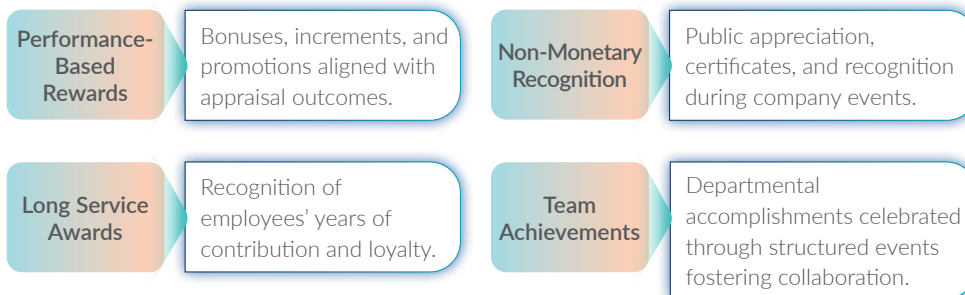 Performance-
Based
Rewards
Bonuses, increments, and
promotions aligned with
appraisal outcomes.
Non-Monetary
Recognition
Public appreciation,
certificates, and recognition
during company events.
Long Service
Awards
Recognition of
employees’ years of
contribution and loyalty.
Team
Achievements
Departmental
accomplishments celebrated
through structured events
fostering collaboration.